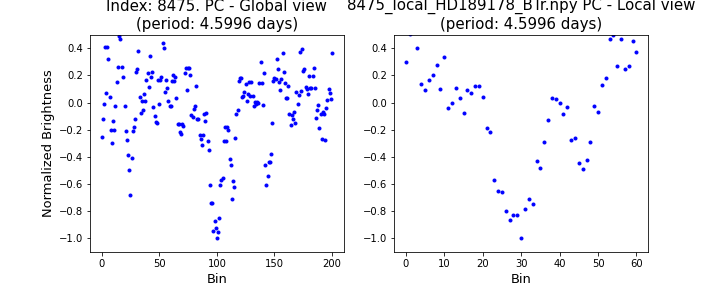 Index: 8475. PC - Global view
(period: 4.5996 days)
8475_local_HD189178_BTr.npy PC - Local view
(period: 4.5996 days)
Normalized Brightness
0.4
0.2
0.0
−0.2
−0.4
−0.6
−0.8
−1.0
0 50 100 150 200
Bin
0.4
0.2
0.0
−0.2
−0.4
−0.6
−0.8
−1.0
0 10 20 30 40 50 60
Bin